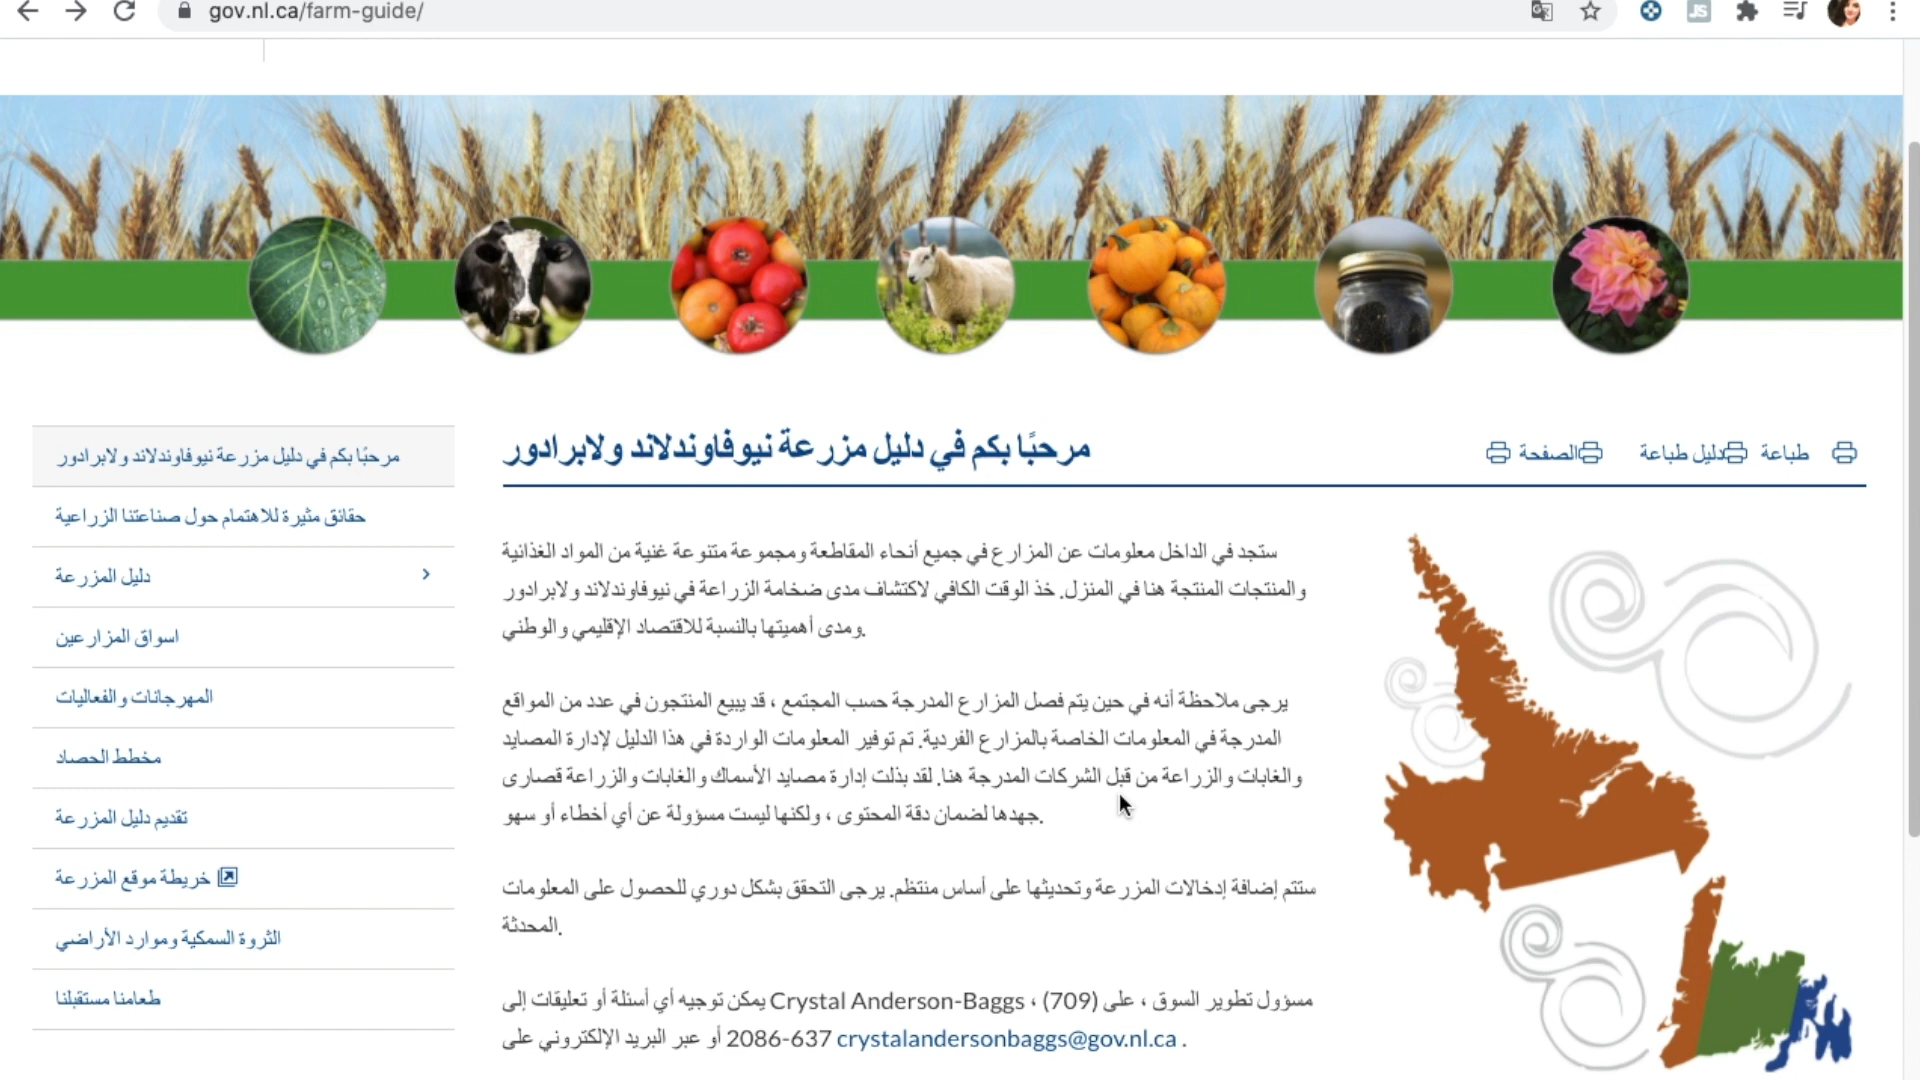 gov.nl.ca/farm-guide/
JS
مرحبًا بكم في دليل مزرعة نيوفاوندلاند ولابرادور
حقائق مثيرة للاهتمام حول صناعتنا الزراعية
دليل المزرعة
اسواق المزارعين
المهرجانات والفعاليات
مخطط الحصاد
تقديم دليل المزرعة
خريطة موقع المزرعة
الثروة السمكية وموارد الأراضي
طعامنا مستقبلنا
مرحبًا بكم في دليل مزرعة نيوفاوندلاند ولابرادور
طباعة دليل طباعة الصفحة
ستجد في الداخل معلومات عن المزارع في جميع أنحاء المقاطعة ومجموعة متنوعة غنية من المواد الغذائية
والمنتجات المنتجة هنا في المنزل. خذ الوقت الكافي لاكتشاف مدى ضخامة الزراعة في نيوفاوندلاند ولابرادور
ومدى أهميتها بالنسبة للاقتصاد الإقليمي والوطني.
يرجى ملاحظة أنه في حين يتم فصل المزارع المدرجة حسب المجتمع ، قد يبيع المنتجون في عدد من المواقع
المدرجة في المعلومات الخاصة بالمزارع الفردية. تم توفير المعلومات الواردة في هذا الدليل لإدارة المصايد
والغابات والزراعة من قبل الشركات المدرجة هنا. لقد بذلت إدارة مصايد الأسماك والغابات والزراعة قصارى
جهدها لضمان دقة المحتوى ، ولكنها ليست مسؤولة عن أي أخطاء أو سهو.
ستتم إضافة إدخالات المزرعة وتحديثها على أساس منتظم. يرجى التحقق بشكل دوري للحصول على المعلومات
المحدثة.
يمكن توجيه أي أسئلة أو تعليقات إلى Crystal Anderson-Baggs ، مسؤول تطوير السوق ، على (709)
637-2086 أو عبر البريد الإلكتروني على crystalandersonbaggs@gov.nl.ca .